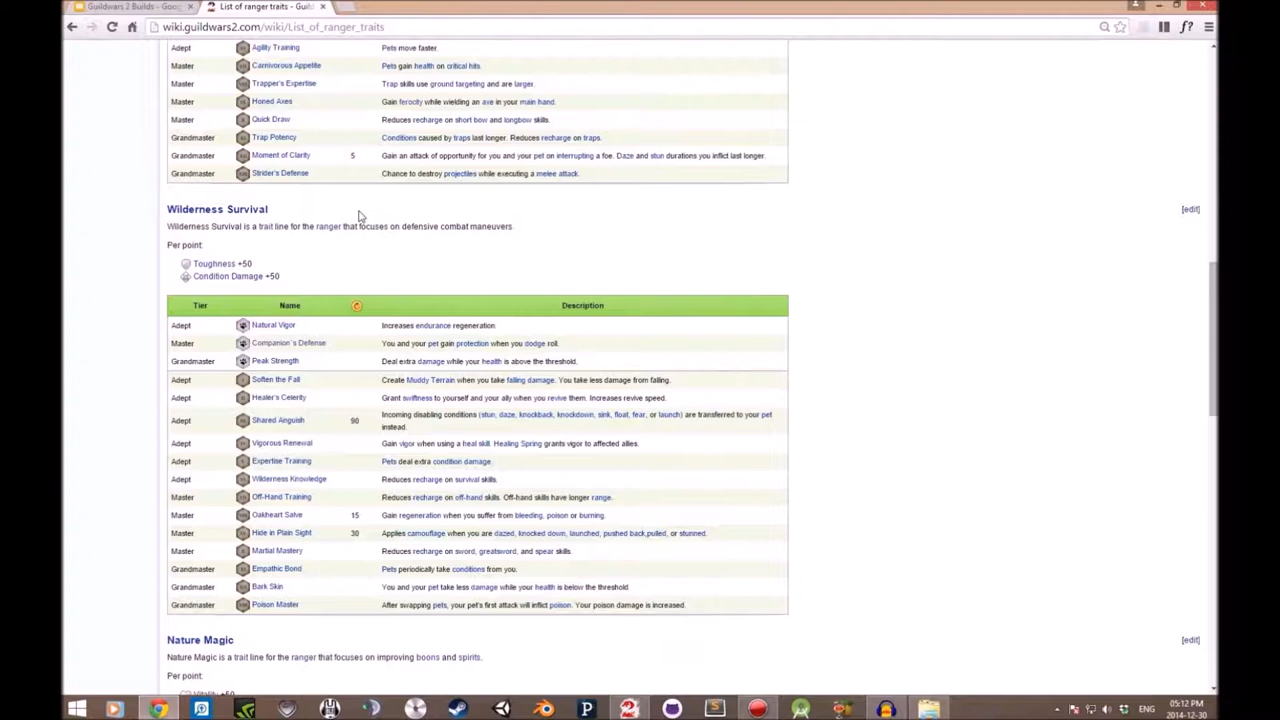 Guildwars 2 Builds - Goog
List of ranger traits - Guild
wiki.guildwars2.com/wiki/List_of_ranger_traits
Adept Agility Training Pets move faster.
Master Carnivorous Appetite Pets gain health on critical hits.
Master Trapper's Expertise Trap skills use ground targeting and are larger.
Master Honed Axes Gain ferocity while wielding an axe in your main hand.
Master Quick Draw Reduces recharge on short bow and longbow skills.
Grandmaster Trap Potency Conditions caused by traps last longer. Reduces recharge on traps.
Grandmaster Moment of Clarity 5 Gain an attack of opportunity for you and your pet on interrupting a foe. Daze and stun durations you inflict last longer.
Grandmaster Strider's Defense Chance to destroy projectiles while executing a melee attack.
Wilderness Survival [edit]
Wilderness Survival is a trait line for the ranger that focuses on defensive combat maneuvers.
Per point:
Toughness +50
Condition Damage +50
Tier Name Description
Adept Natural Vigor Increases endurance regeneration.
Master Companion`s Defense You and your pet gain protection when you dodge roll.
Grandmaster Peak Strength Deal extra damage while your health is above the threshold.
Adept Soften the Fall Create Muddy Terrain when you take falling damage. You take less damage from falling.
Adept Healer's Celerity Grant swiftness to yourself and your ally when you revive them. Increases revive speed.
Adept Shared Anguish 90 Incoming disabling conditions (stun, daze, knockback, knockdown, sink, float, fear, or launch) are transferred to your pet
instead.
Adept Vigorous Renewal Gain vigor when using a heal skill. Healing Spring grants vigor to affected allies.
Adept Expertise Training Pets deal extra condition damage.
Adept Wilderness Knowledge Reduces recharge on survival skills.
Master Off-Hand Training Reduces recharge on off-hand skills. Off-hand skills have longer range.
Master Oakheart Salve 15 Gain regeneration when you suffer from bleeding, poison or burning.
Master Hide in Plain Sight 30 Applies camouflage when you are dazed, knocked down, launched, pushed back,pulled, or stunned.
Master Martial Mastery Reduces recharge on sword, greatsword, and spear skills.
Grandmaster Empathic Bond Pets periodically take conditions from you.
Grandmaster Bark Skin You and your pet take less damage while your health is below the threshold.
Grandmaster Poison Master After swapping pets, your pet's first attack will inflict poison. Your poison damage is increased.
Nature Magic [edit]
Nature Magic is a trait line for the ranger that focuses on improving boons and spirits.
Per point:
Vitality +50
ENG
05:12 PM
2014-12-30